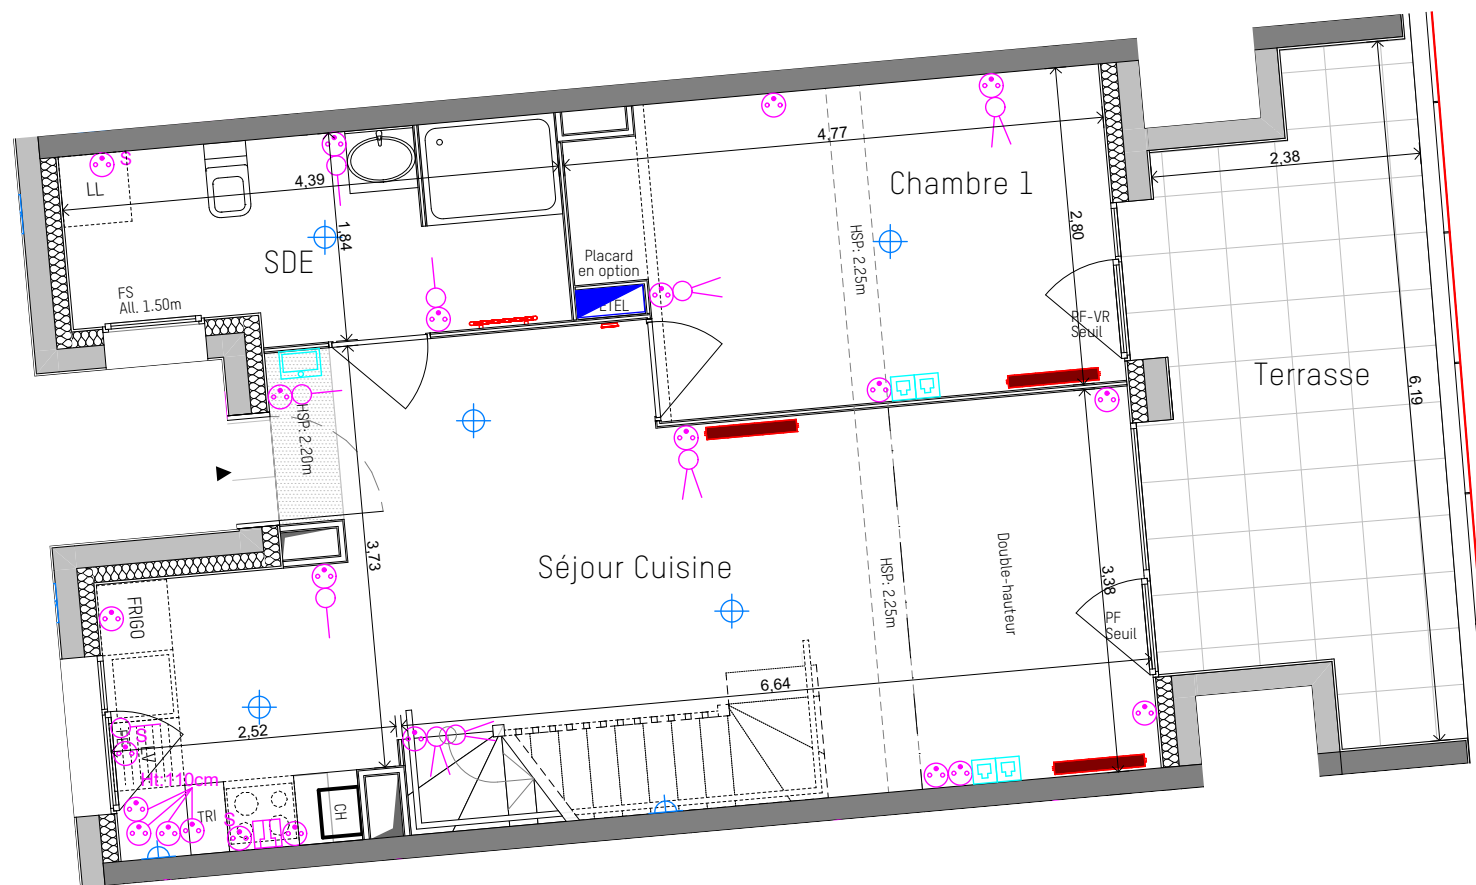 S
LL
4,39
4,77
2,38
Chambre 1
1,84
SDE
2,80
HSP: 2.25m
Placard
en option
ETEL
FS
All. 1.50m
PF-VR
Seuil
Terrasse
6,19
HSP: 2.20m
3,73
Séjour Cuisine
HSP: 2.25m
Double-hauteur
3,38
PF
Seuil
FRIGO
6,64
2,52
S
LV
Ht:110cm
TRI
S
CH